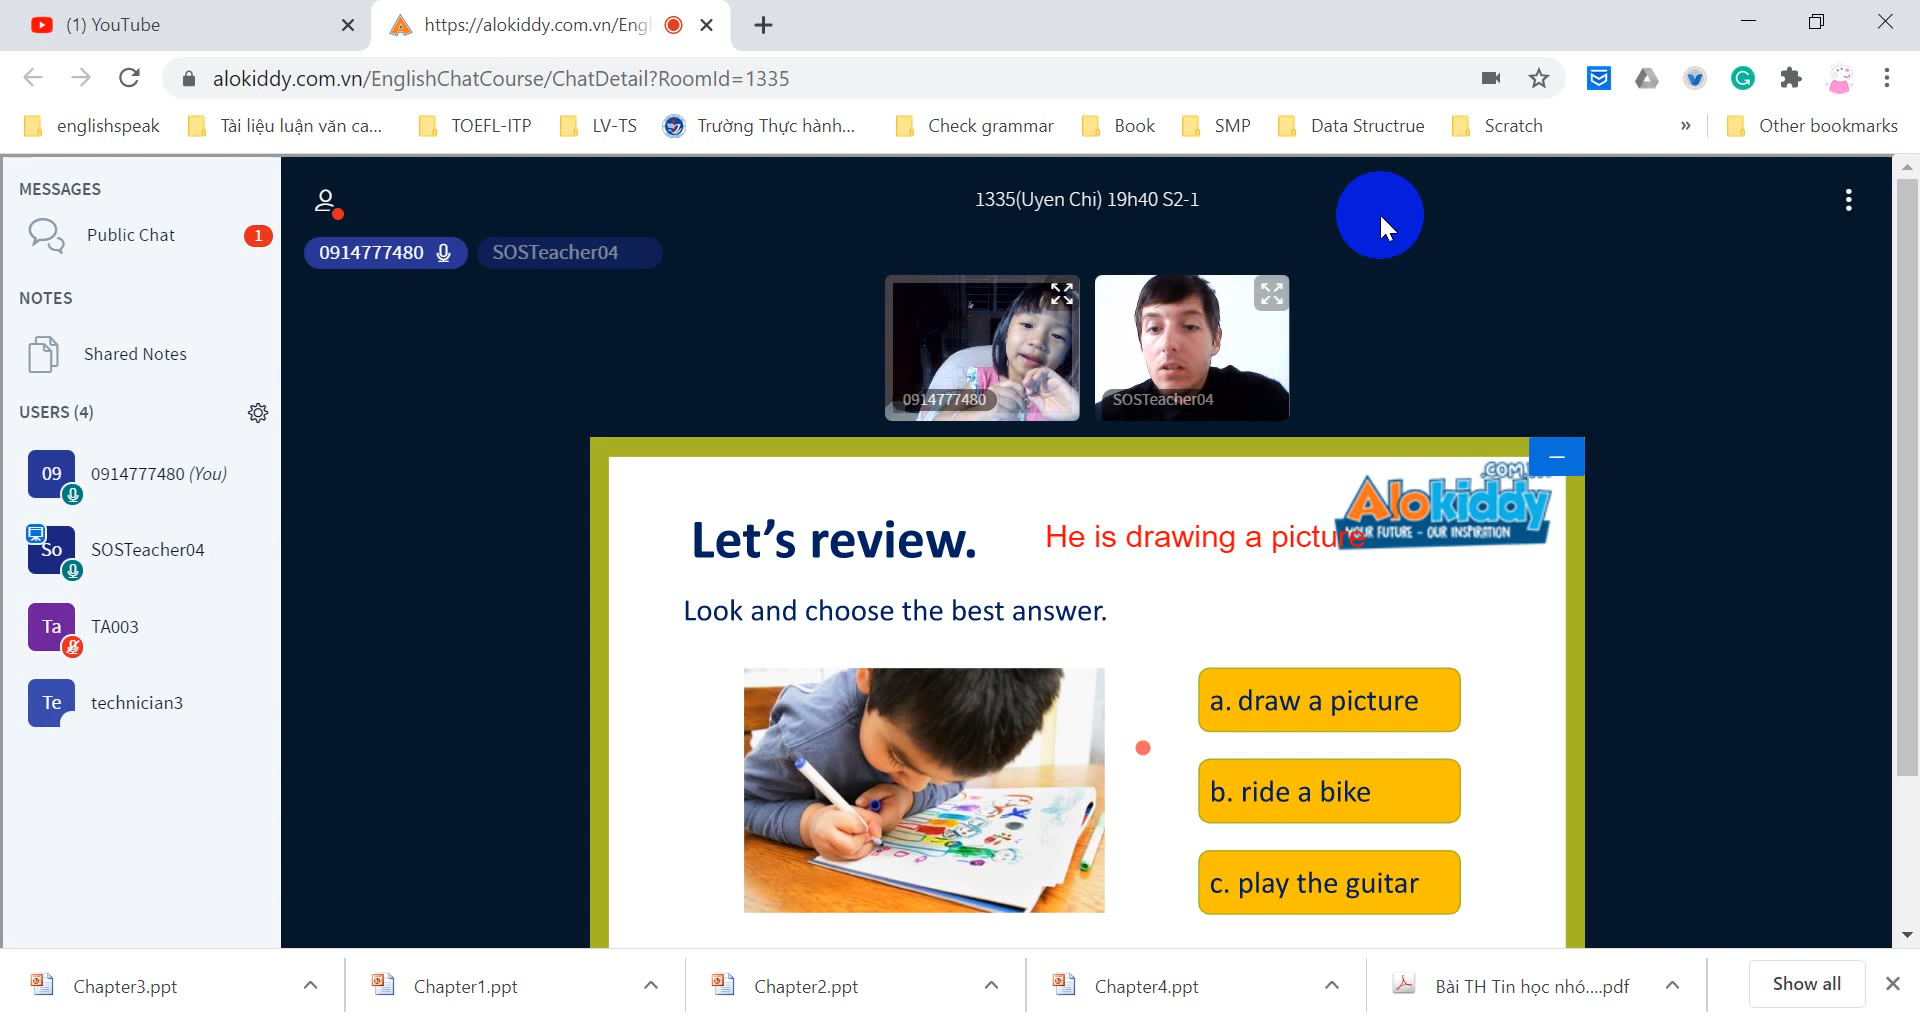 (1) YouTube
https://alokiddy.com.vn/Engl
alokiddy.com.vn/EnglishChatCourse/ChatDetail?RoomId=1335
englishspeak
Tài liệu luận văn ca...
TOEFL-ITP
LV-TS
Trường Thực hành...
Check grammar
Book
SMP
Data Structrue
Scratch
»
Other bookmarks
MESSAGES
Public Chat
1
NOTES
Shared Notes
USERS (4)
09
0914777480 (You)
So
SOSTeacher04
Ta
TA003
Te
technician3
1335(Uyen Chi) 19h40 S2-1
0914777480
SOSTeacher04
0914777480
SOSTeacher04
Let’s review.
He is drawing a picture
Alokiddy
YOUR FUTURE - OUR INSPIRATION
Look and choose the best answer.
a. draw a picture
b. ride a bike
c. play the guitar
Chapter3.ppt
Chapter1.ppt
Chapter2.ppt
Chapter4.ppt
Bài TH Tin học nhó....pdf
Show all